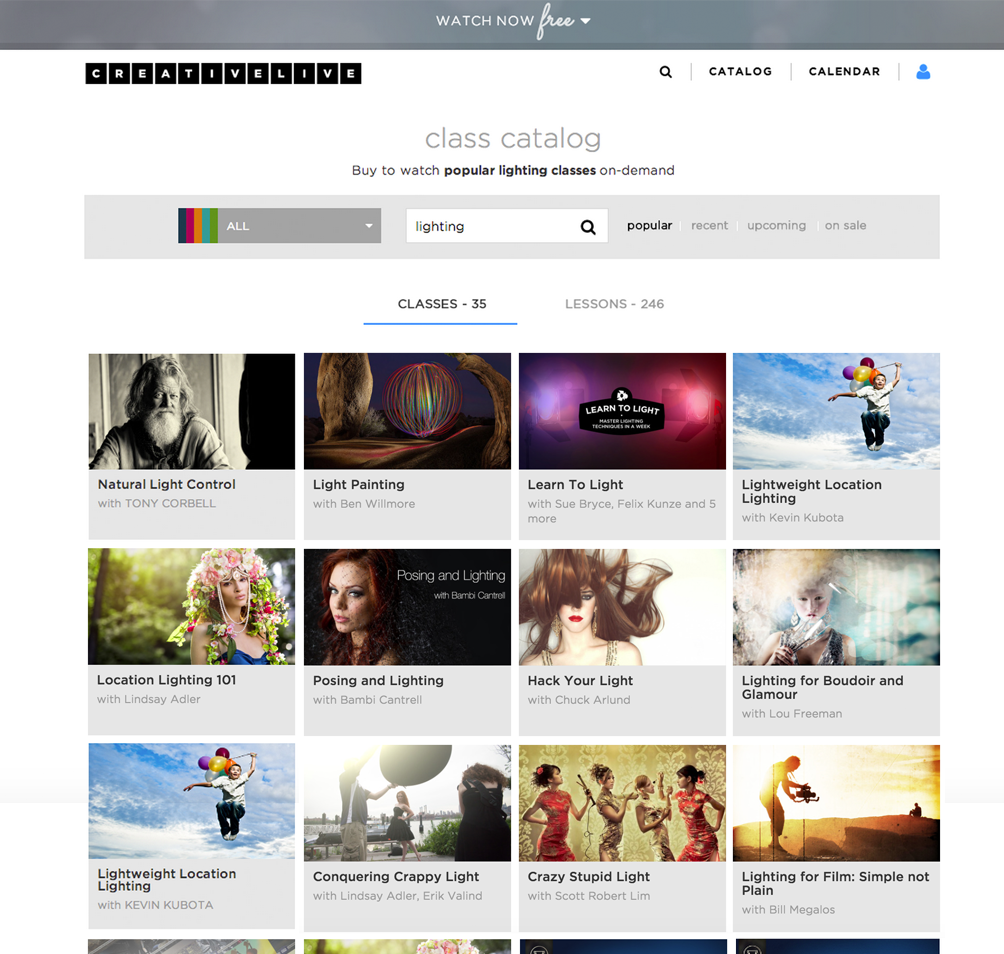 WATCH NOW free
CREATIVELIVE
CATALOG
CALENDAR
class catalog
Buy to watch popular lighting classes on-demand
ALL
lighting
popular
recent
upcoming
on sale
CLASSES - 35
LESSONS - 246
LEARN TO LIGHT
MASTER LIGHTING
TECHNIQUES IN A WEEK
Natural Light Control
with TONY CORBELL
Light Painting
with Ben Willmore
Learn To Light
with Sue Bryce, Felix Kunze and 5
more
Lightweight Location
Lighting
with Kevin Kubota
Posing and Lighting
with Bambi Cantrell
Location Lighting 101
with Lindsay Adler
Posing and Lighting
with Bambi Cantrell
Hack Your Light
with Chuck Arlund
Lighting for Boudoir and
Glamour
with Lou Freeman
Lightweight Location
Lighting
with KEVIN KUBOTA
Conquering Crappy Light
with Lindsay Adler, Erik Valind
Crazy Stupid Light
with Scott Robert Lim
Lighting for Film: Simple not
Plain
with Bill Megalos